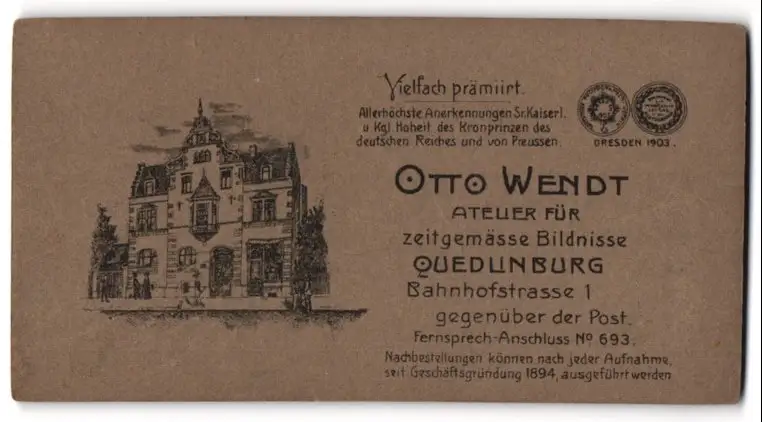 Vielfach prämiirt.
Allerhöchste Anerkennungen Sr. Kaiserl.
u Kgl. Hoheit des Kronprinzen des
deutschen Reiches und von Preussen.
DRESDEN 1903.
OTTO WENDT
ATELIER FÜR
zeitgemässe Bildnisse
QUEDLINBURG
Bahnhofstrasse 1
gegenüber der Post.
Fernsprech-Anschluss № 693.
Nachbestellungen können nach jeder Aufnahme,
seit Geschäftsgründung 1894, ausgeführt werden